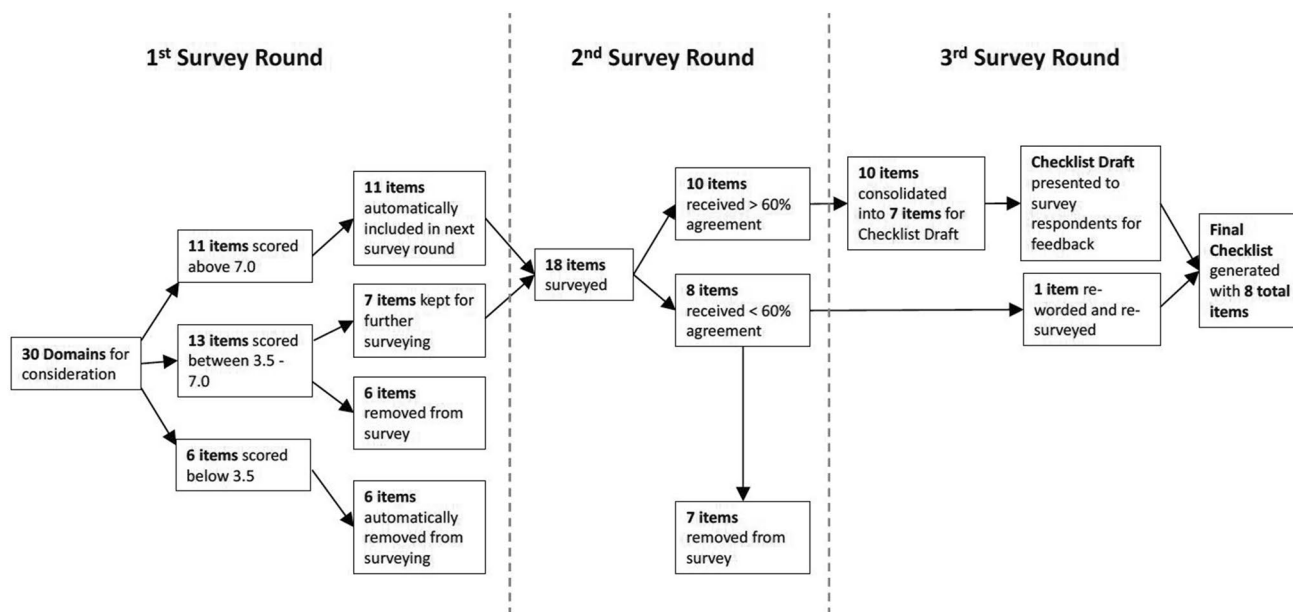 1st Survey Round
2nd Survey Round
3rd Survey Round
30 Domains for
consideration
11 items scored
above 7.0
13 items scored
between 3.5 -
7.0
6 items scored
below 3.5
11 items
automatically
included in next
survey round
7 items kept for
further
surveying
6 items
removed from
survey
6 items
automatically
removed from
surveying
18 items
surveyed
10 items
received > 60%
agreement
8 items
received < 60%
agreement
7 items
removed from
survey
10 items
consolidated
into 7 items for
Checklist Draft
Checklist Draft
presented to
survey
respondents for
feedback
1 item re-
worded and re-
surveyed
Final
Checklist
generated
with 8 total
items